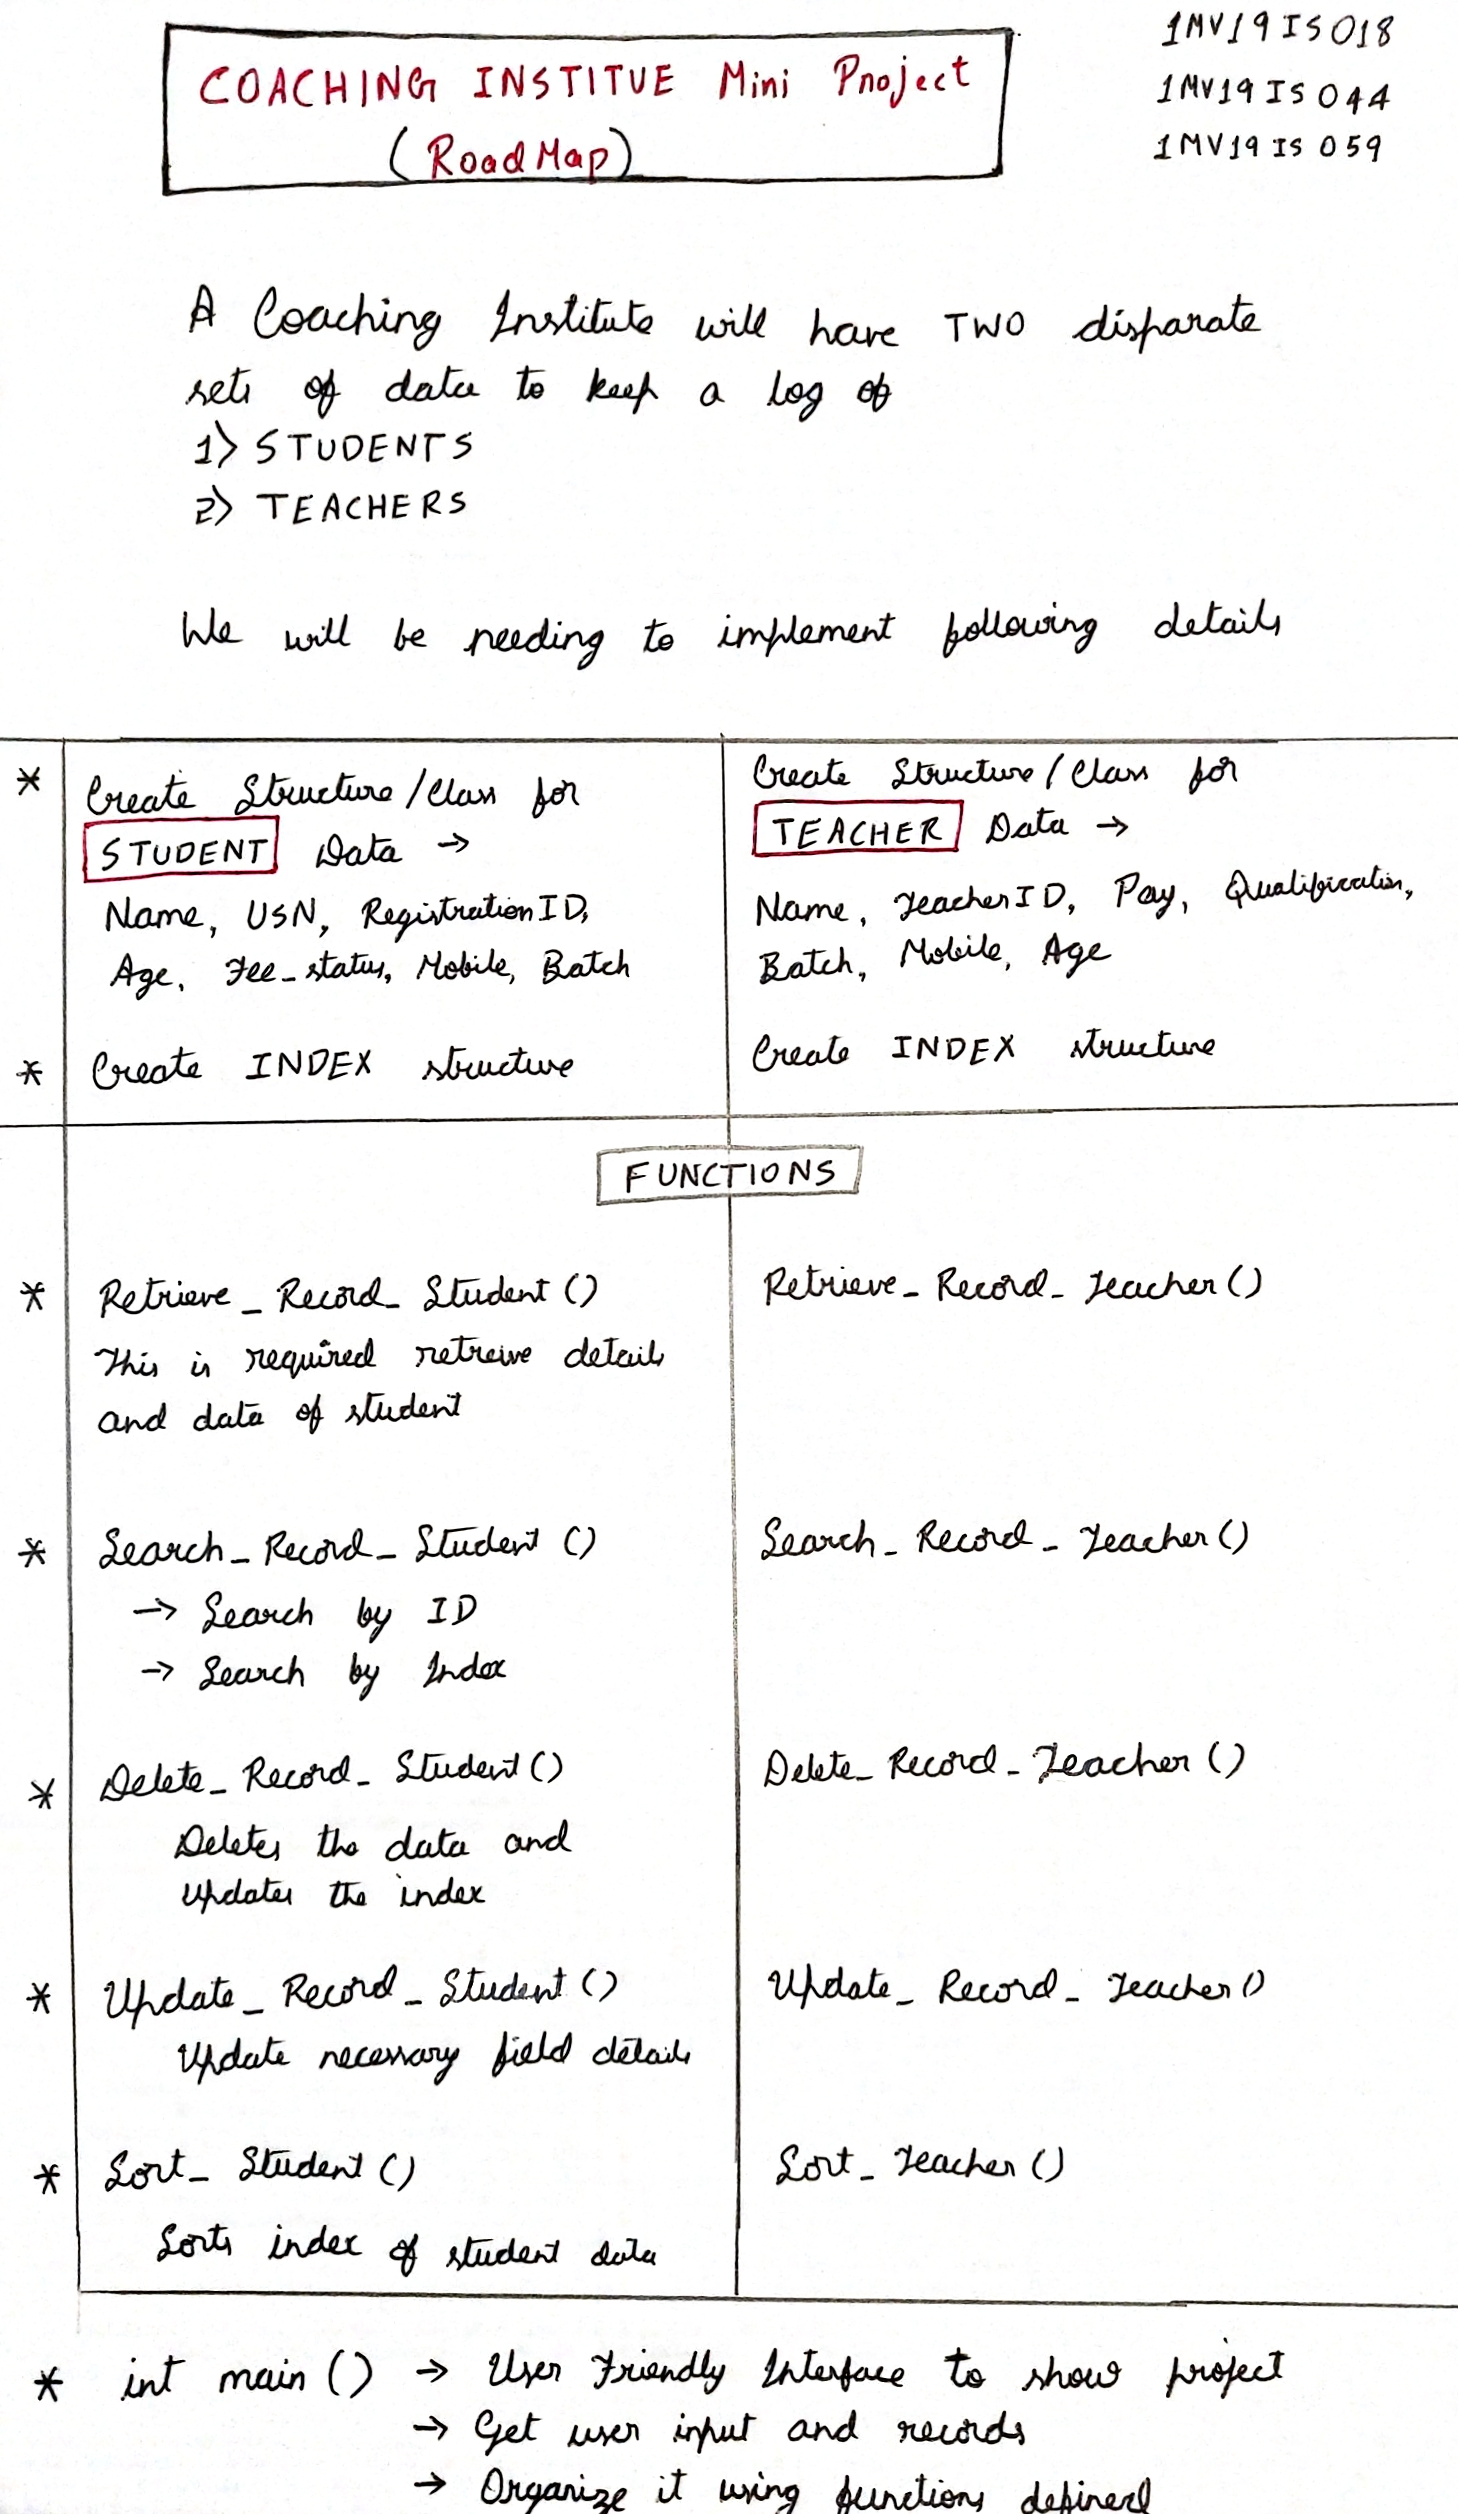 COACHING INSTITUE Mini Project
(RoadMap)
1MV19IS018
1MV19IS044
1MV19IS059
A Coaching Institute will have TWO disparate
sets of data to keep a log of
1) STUDENTS
2) TEACHERS
We will be needing to implement following details
* Create Structure/Class for
STUDENT Data →
Name, USN, RegistrationID,
Age, Fee_status, Mobile, Batch
* Create INDEX structure
Create Structure/Class for
TEACHER Data →
Name, TeacherID, Pay, Qualification,
Batch, Mobile, Age
Create INDEX structure
FUNCTIONS
* Retrieve_Record_Student()
This is required retreive details
and data of student
Retrieve_Record_Teacher()
* Search_Record_Student()
→ Search by ID
→ Search by Index
Search_Record_Teacher()
* Delete_Record_Student()
Deletes the data and
Updates the index
Delete_Record_Teacher()
* Update_Record_Student()
Update necessary field details
Update_Record_Teacher()
* Sort_Student()
Sorts index of student data
Sort_Teacher()
* int main() → User Friendly Interface to show project
→ Get user input and records
→ Organize it using functions defined